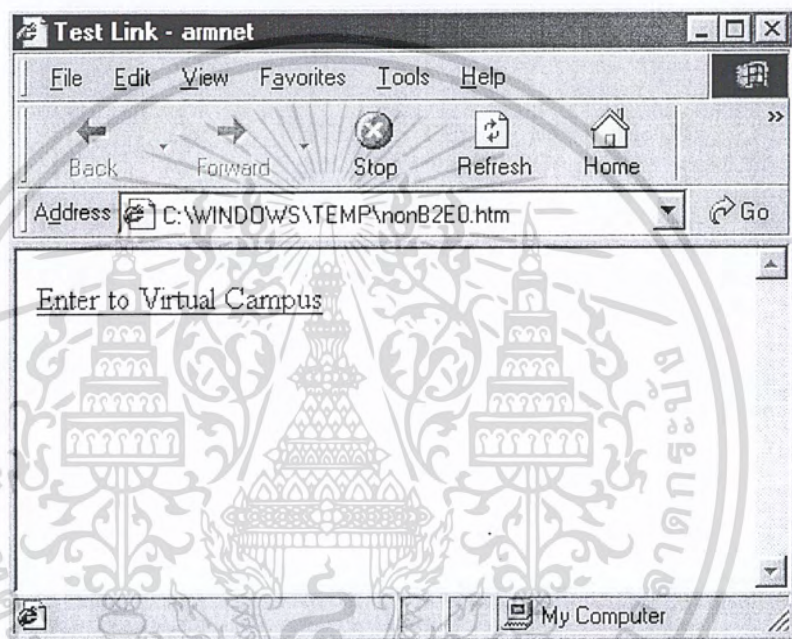 Test Link - armnet
File Edit View Favorites Tools Help
Back Forward Stop Refresh Home »
Address C:\WINDOWS\TEMP\nonB2E0.htm Go
Enter to Virtual Campus
My Computer